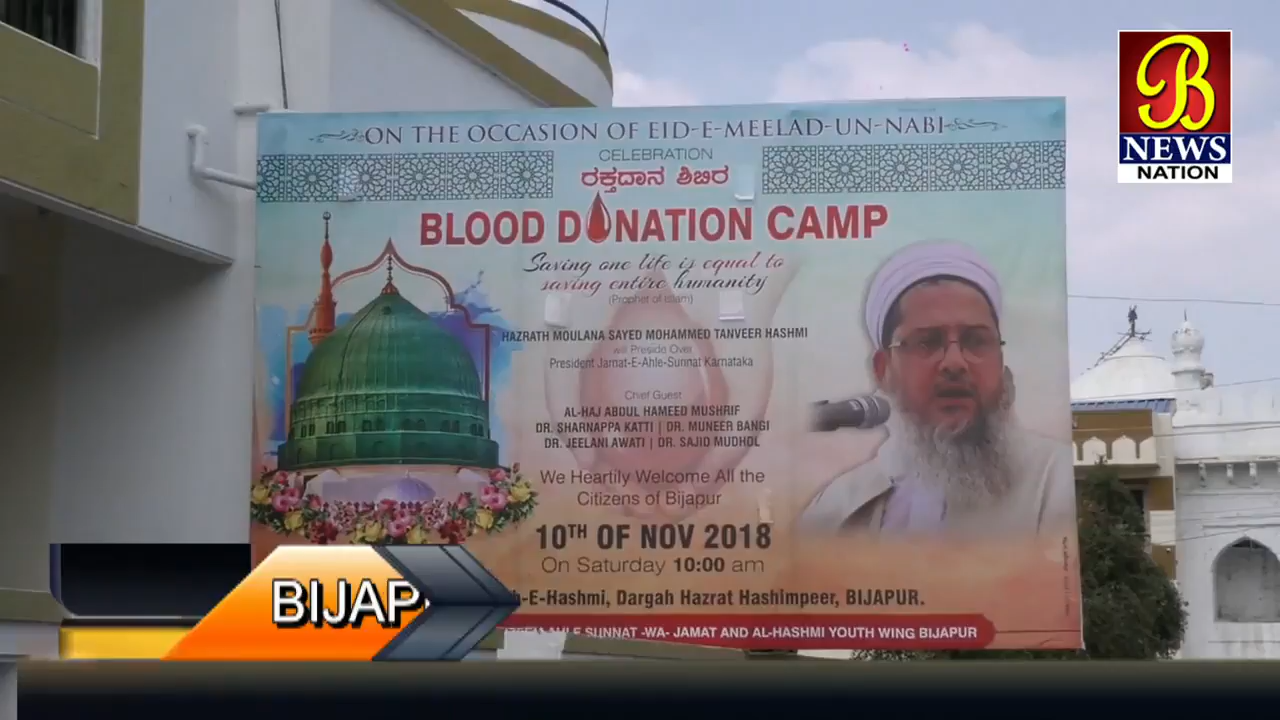 ON THE OCCASION OF EID-E-MEELAD-UN-NABI
CELEBRATION
ರಕ್ತದಾನ ಶಿಬಿರ
BLOOD DONATION CAMP
Saving one life is equal to
saving entire humanity
(Prophet of Islam)
HAZRATH MOULANA SAYED MOHAMMED TANVEER HASHMI
will Preside Over
President Jamat-E-Ahle-Sunnat Karnataka
Chief Guest
AL-HAJ ABDUL HAMEED MUSHRIF
DR. SHARNAPPA KATTI | DR. MUNEER BANGI
DR. JEELANI AWATI | DR. SAJID MUDHOL
We Heartily Welcome All the
Citizens of Bijapur
10TH OF NOV 2018
On Saturday 10:00 am
-E-Hashmi, Dargah Hazrat Hashimpeer, BIJAPUR.
AHLE SUNNAT -WA- JAMAT AND AL-HASHMI YOUTH WING BIJAPUR
B
NEWS
NATION
BIJAP